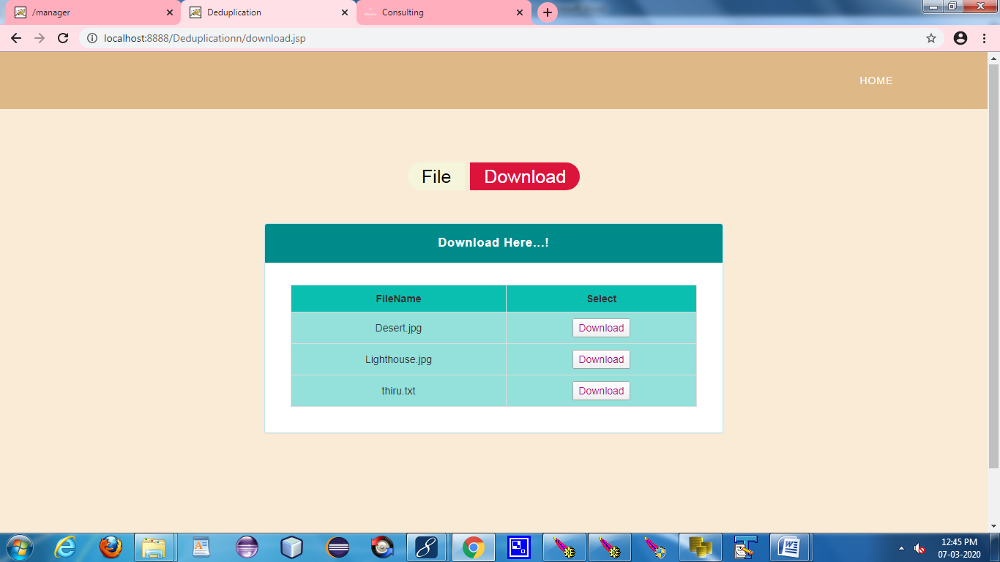 /manager
Deduplication
Consulting
localhost:8888/Deduplicationn/download.jsp
HOME
File Download
Download Here...!
FileName Select
Desert.jpg Download
Lighthouse.jpg Download
thiru.txt Download
12:45 PM
07-03-2020